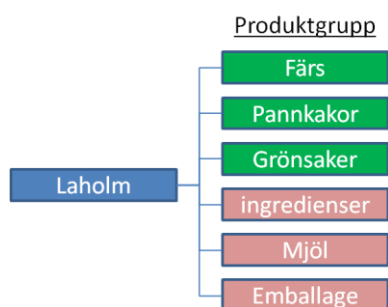 Produktgrupp
Färs
Pannkakor
Grönsaker
Laholm
ingredienser
Mjöl
Emballage